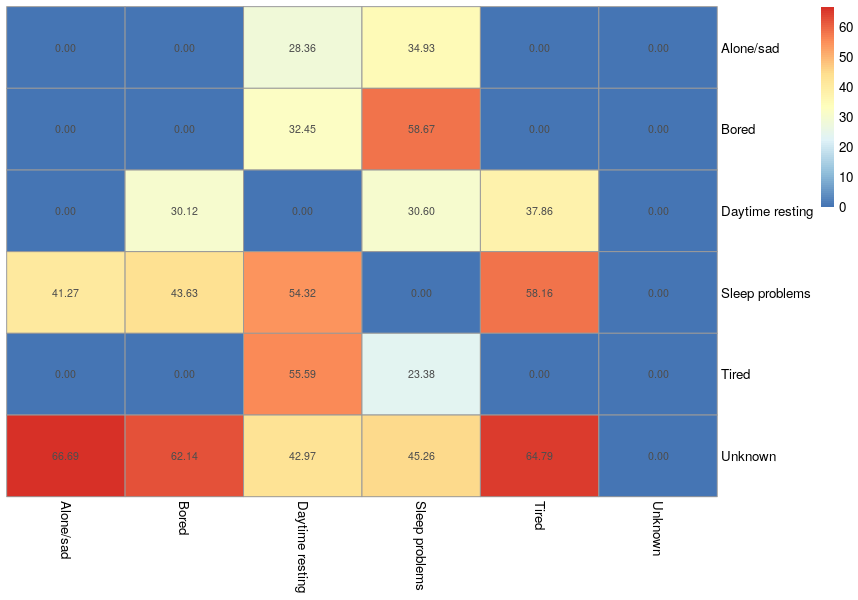 0.00 0.00 28.36 34.93 0.00 0.00 Alone/sad
0.00 0.00 32.45 58.67 0.00 0.00 Bored
0.00 30.12 0.00 30.60 37.86 0.00 Daytime resting
41.27 43.63 54.32 0.00 58.16 0.00 Sleep problems
0.00 0.00 55.59 23.38 0.00 0.00 Tired
66.69 62.14 42.97 45.26 64.79 0.00 Unknown
Alone/sad
Bored
Daytime resting
Sleep problems
Tired
Unknown
60
50
40
30
20
10
0